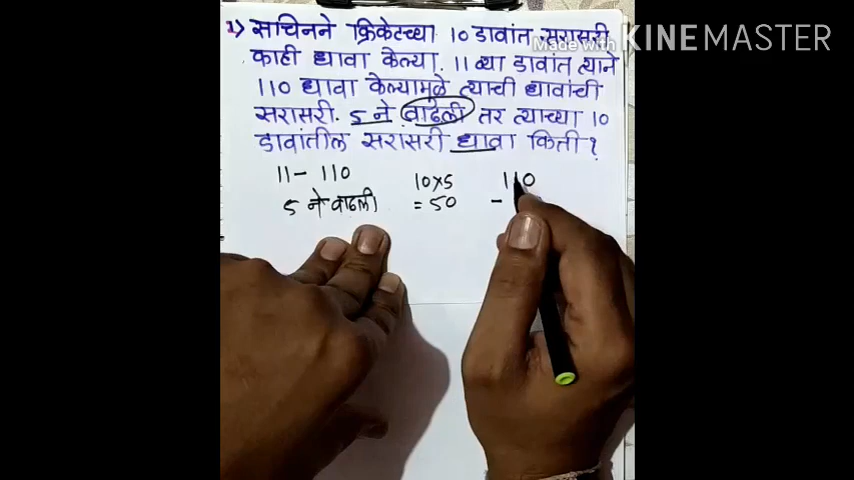 1) सचिनने क्रिकेटच्या 10 डावांत सरासरी
काही धावा केल्या. 11 व्या डावांत त्याने
110 धावा केल्यामुळे त्याची धावांची
सरासरी. 5 ने वाढली तर त्याच्या 10
डावांतील सरासरी धावा किती?
11 - 110 10x5 110
5 ने वाढली = 50 -
Made with KINEMASTER